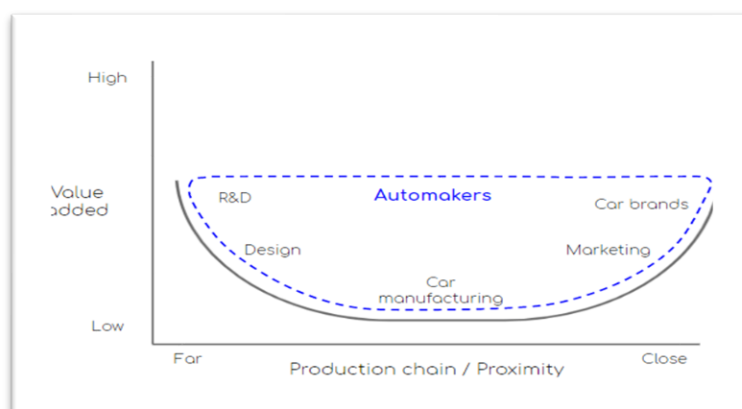 High
Value
added
R&D
Automakers
Car brands
Design
Marketing
Car
manufacturing
Low
Far
Production chain / Proximity
Close